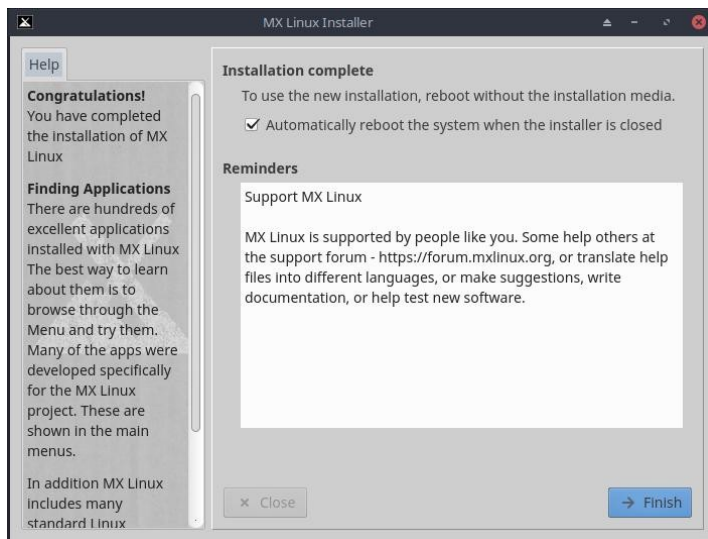 MX Linux Installer
Help
Congratulations!
You have completed
the installation of MX
Linux
Finding Applications
There are hundreds of
excellent applications
installed with MX Linux
The best way to learn
about them is to
browse through the
Menu and try them.
Many of the apps were
developed specifically
for the MX Linux
project. These are
shown in the main
menus.
In addition MX Linux
includes many
standard Linux
Installation complete
To use the new installation, reboot without the installation media.
Automatically reboot the system when the installer is closed
Reminders
Support MX Linux
MX Linux is supported by people like you. Some help others at
the support forum - https://forum.mxlinux.org, or translate help
files into different languages, or make suggestions, write
documentation, or help test new software.
Close
Finish